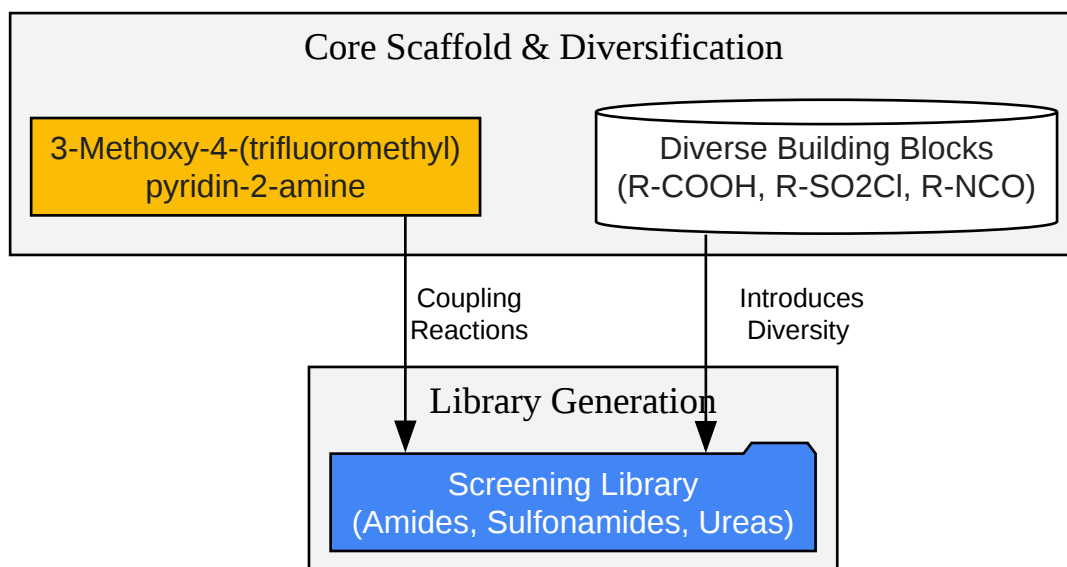 Core Scaffold & Diversification
3-Methoxy-4-(trifluoromethyl)
pyridin-2-amine
Diverse Building Blocks
(R-COOH, R-SO2Cl, R-NCO)
Coupling
Reactions
Introduces
Diversity
Library Generation
Screening Library
(Amides, Sulfonamides, Ureas)